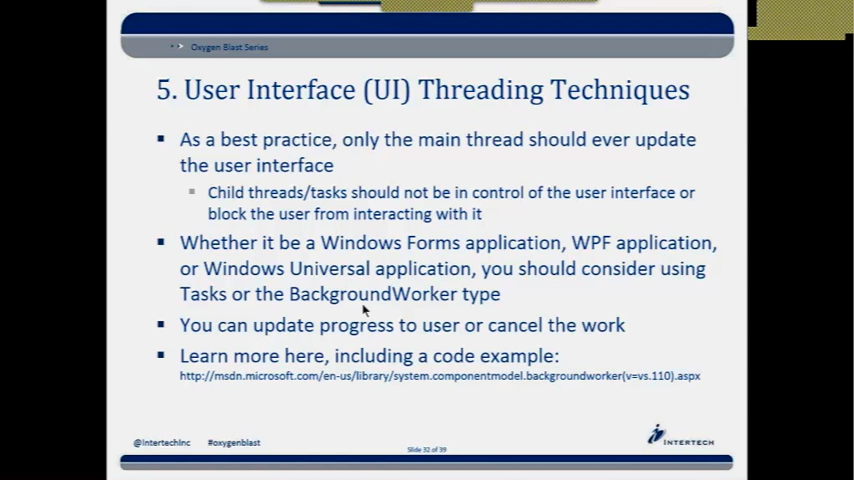 Oxygen Blast Series
5. User Interface (UI) Threading Techniques
As a best practice, only the main thread should ever update
the user interface
Child threads/tasks should not be in control of the user interface or
block the user from interacting with it
Whether it be a Windows Forms application, WPF application,
or Windows Universal application, you should consider using
Tasks or the BackgroundWorker type
You can update progress to user or cancel the work
Learn more here, including a code example:
http://msdn.microsoft.com/en-us/library/system.componentmodel.backgroundworker(v=vs.110).aspx
@IntertechInc #oxygenblast
Slide 32 of 39
INTERTECH